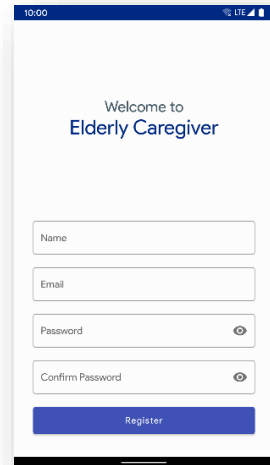 10:00
LTE
Welcome to
Elderly Caregiver
Name
Email
Password
Confirm Password
Register